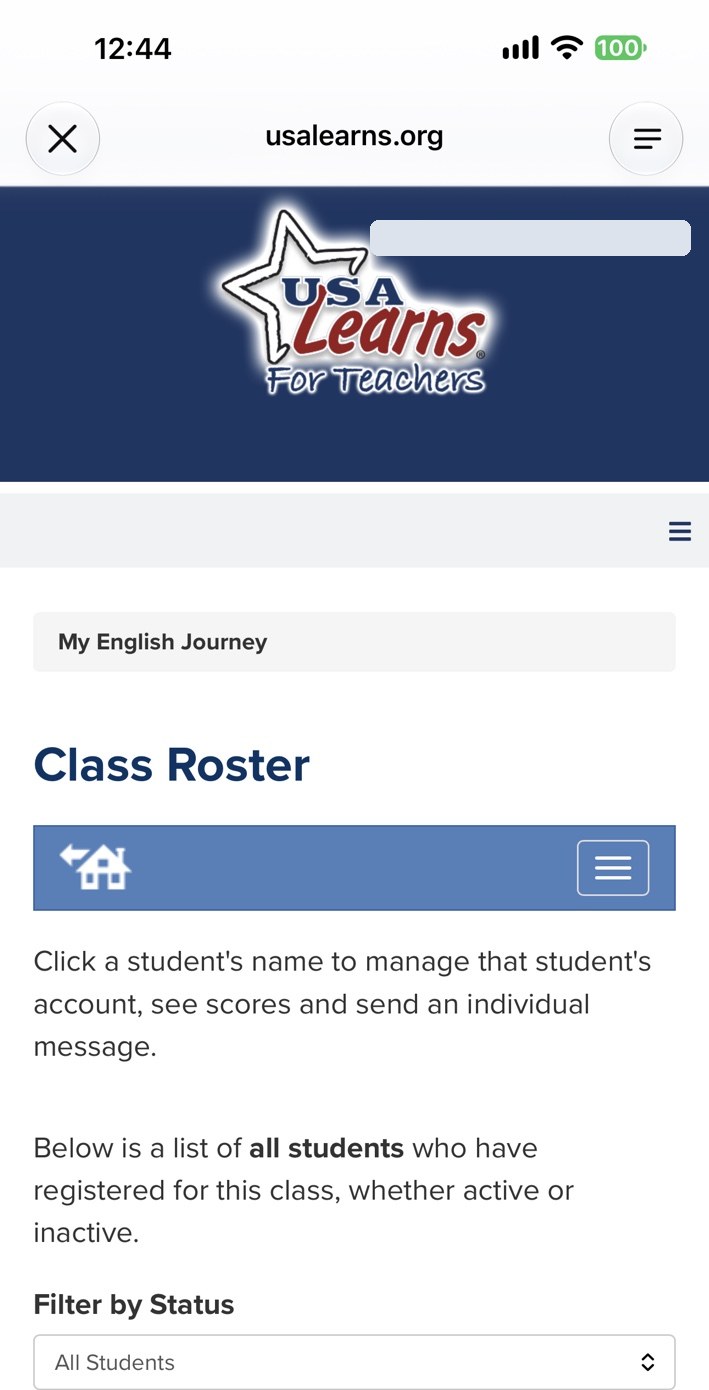 12:44
100
usalearns.org
USA
Learns®
For Teachers
My English Journey
Class Roster
Click a student's name to manage that student's
account, see scores and send an individual
message.
Below is a list of all students who have
registered for this class, whether active or
inactive.
Filter by Status
All Students